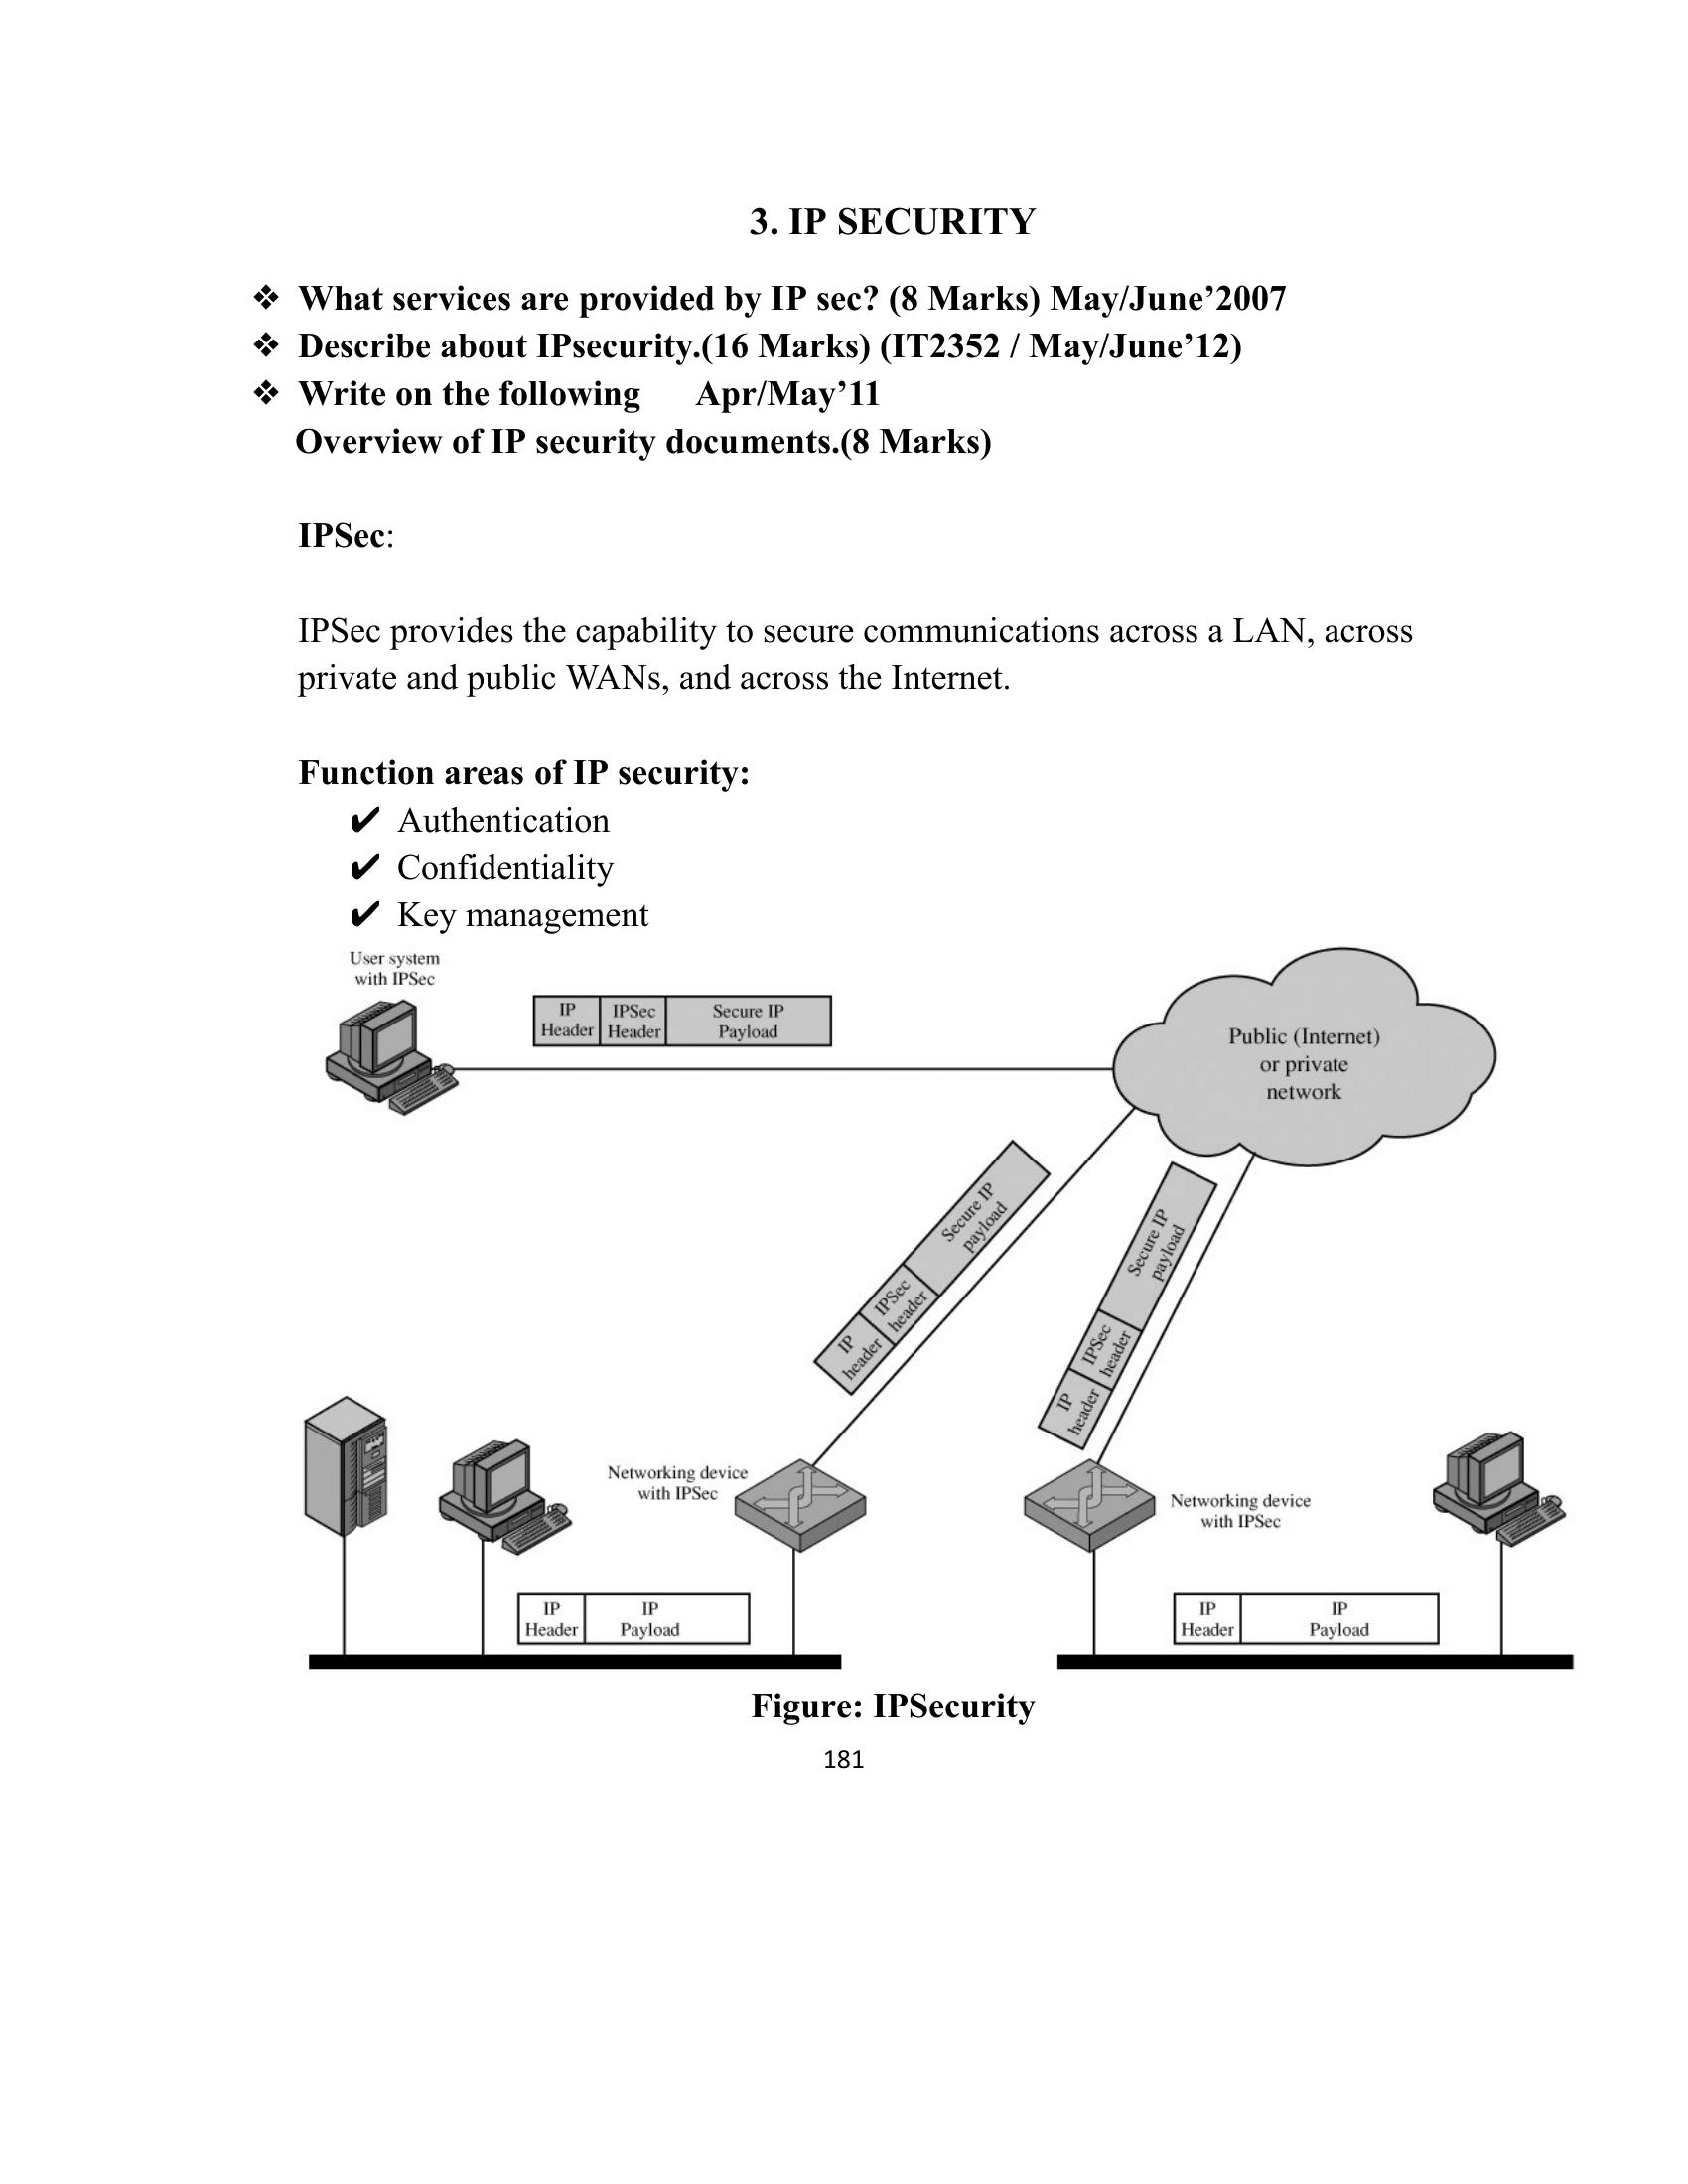 3. IP SECURITY
❖ What services are provided by IP sec? (8 Marks) May/June’2007
❖ Describe about IPsecurity.(16 Marks) (IT2352 / May/June’12)
❖ Write on the following Apr/May’11
Overview of IP security documents.(8 Marks)
IPSec:
IPSec provides the capability to secure communications across a LAN, across
private and public WANs, and across the Internet.
Function areas of IP security:
✔ Authentication
✔ Confidentiality
✔ Key management
User system
with IPSec
IP
Header
IPSec
Header
Secure IP
Payload
Public (Internet)
or private
network
IP
header
IPSec
header
Secure IP
payload
IP
header
IPSec
header
Secure IP
payload
Networking device
with IPSec
Networking device
with IPSec
IP
Header
IP
Payload
IP
Header
IP
Payload
Figure: IPSecurity
181